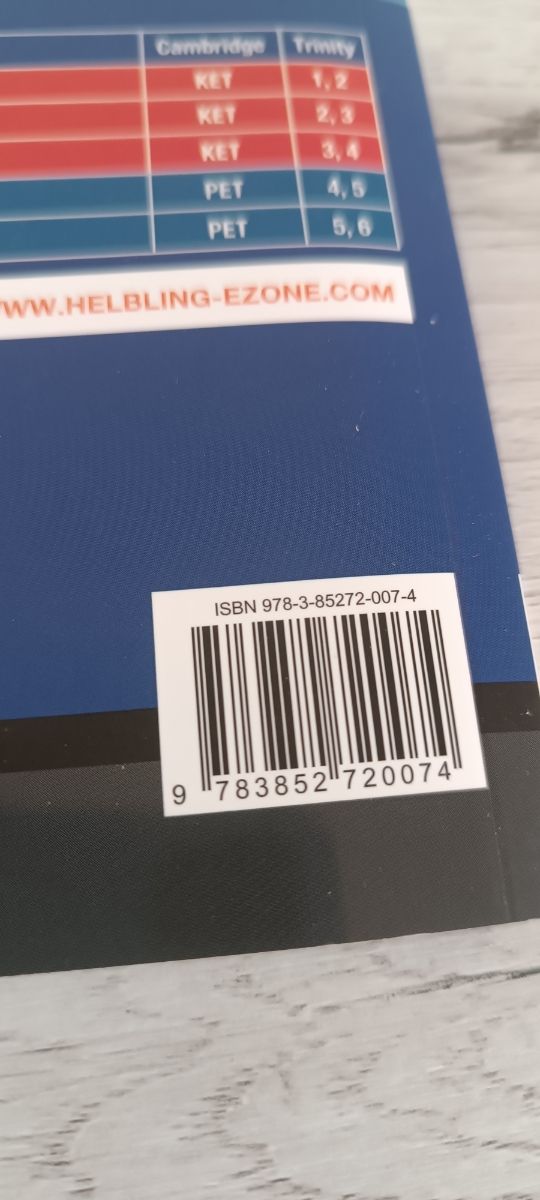 Cambridge Trinity
KET 1, 2
KET 2, 3
KET 3, 4
PET 4, 5
PET 5, 6
WW.HELBLING-EZONE.COM
ISBN 978-3-85272-007-4
9 783852 720074